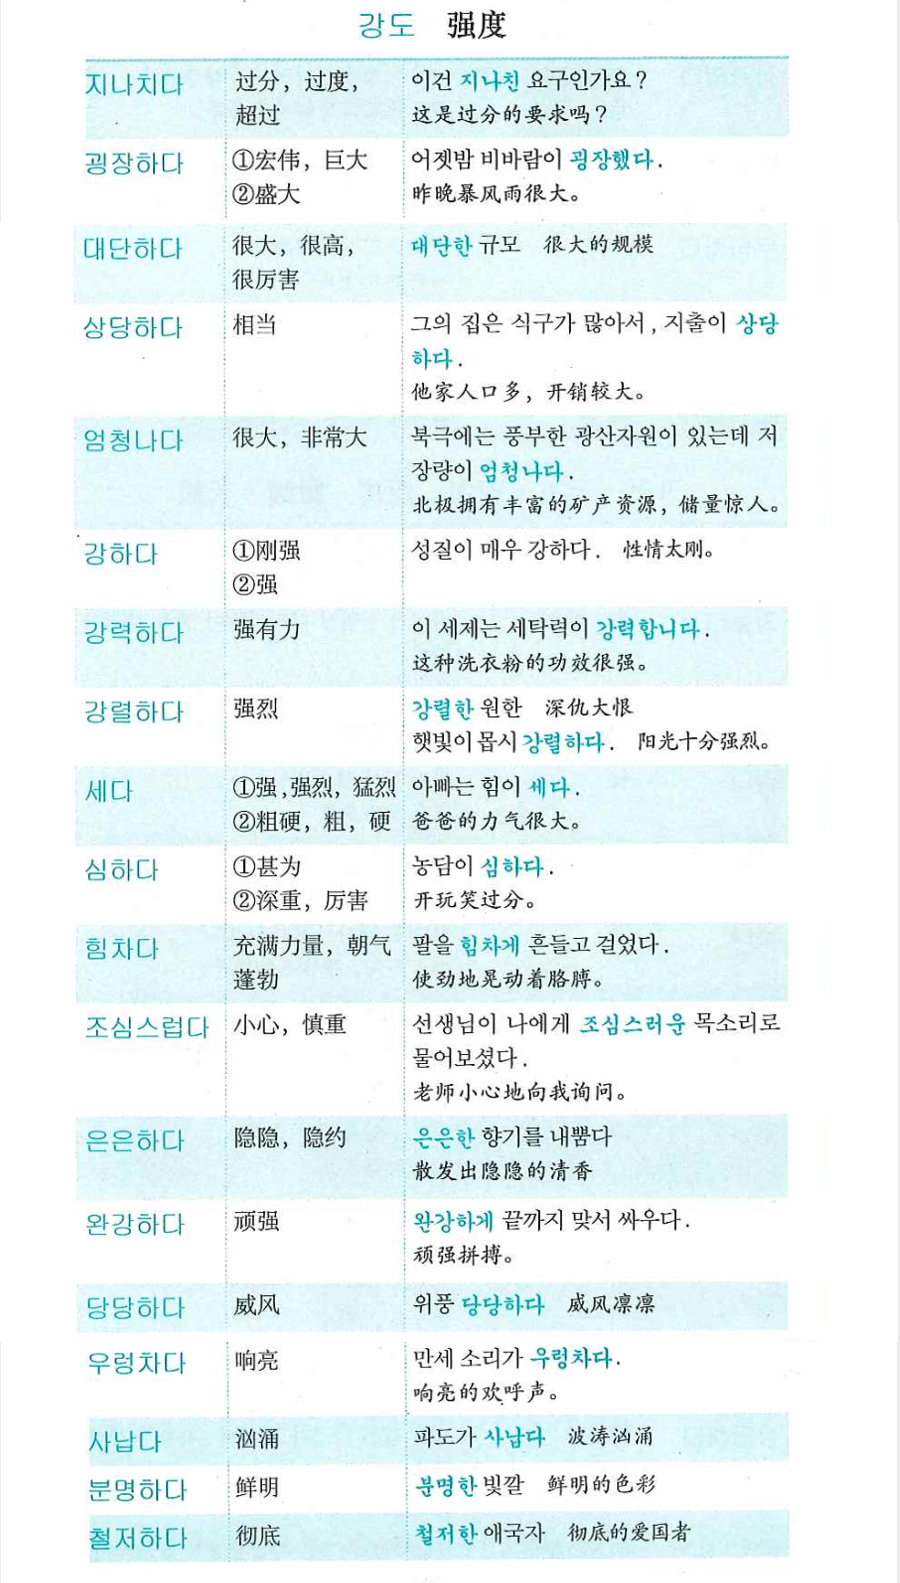 강도 强度
지나치다 过分，过度， 이건 지나친 요구인가요?
超过 这是过分的要求吗？
굉장하다 ①宏伟，巨大 어젯밤 비바람이 굉장했다.
②盛大 昨晚暴风雨很大。
대단하다 很大，很高， 대단한 규모 很大的规模
很厉害
상당하다 相当 그의 집은 식구가 많아서, 지출이 상당
하다.
他家人口多，开销较大。
엄청나다 很大，非常大 북극에는 풍부한 광산자원이 있는데 저
장량이 엄청나다.
北极拥有丰富的矿产资源，储量惊人。
강하다 ①刚强 성질이 매우 강하다. 性情太刚。
②强
강력하다 强有力 이 세제는 세탁력이 강력합니다.
这种洗衣粉的功效很强。
강렬하다 强烈 강렬한 원한 深仇大恨
햇빛이 몹시 강렬하다. 阳光十分强烈。
세다 ①强,强烈，猛烈 아빠는 힘이 세다.
②粗硬，粗，硬 爸爸的力气很大。
심하다 ①甚为 농담이 심하다.
②深重，厉害 开玩笑过分。
힘차다 充满力量，朝气 팔을 힘차게 흔들고 걸었다.
蓬勃 使劲地晃动着胳膊。
조심스럽다 小心，慎重 선생님이 나에게 조심스러운 목소리로
물어보셨다.
老师小心地向我询问。
은은하다 隐隐，隐约 은은한 향기를 내뿜다
散发出隐隐的清香
완강하다 顽强 완강하게 끝까지 맞서 싸우다.
顽强拼搏。
당당하다 威风 위풍 당당하다 威风凛凛
우렁차다 响亮 만세 소리가 우렁차다.
响亮的欢呼声。
사납다 汹涌 파도가 사납다 波涛汹涌
분명하다 鲜明 분명한 빛깔 鲜明的色彩
철저하다 彻底 철저한 애국자 彻底的爱国者